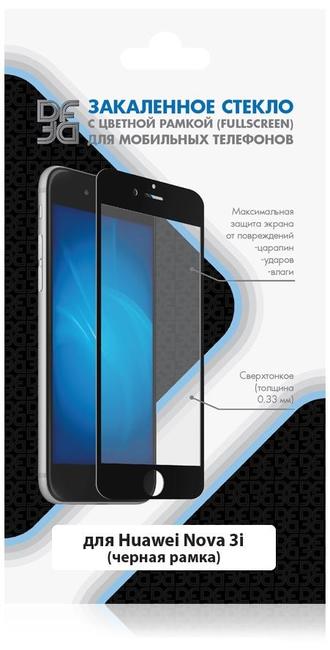 DF
ЗАКАЛЕННОЕ СТЕКЛО
С ЦВЕТНОЙ РАМКОЙ (FULLSCREEN)
ДЛЯ МОБИЛЬНЫХ ТЕЛЕФОНОВ
Максимальная
защита экрана
от повреждений
-царапин
-ударов
-влаги
Сверхтонкое
(толщина
0.33 мм)
для Huawei Nova 3i
(черная рамка)